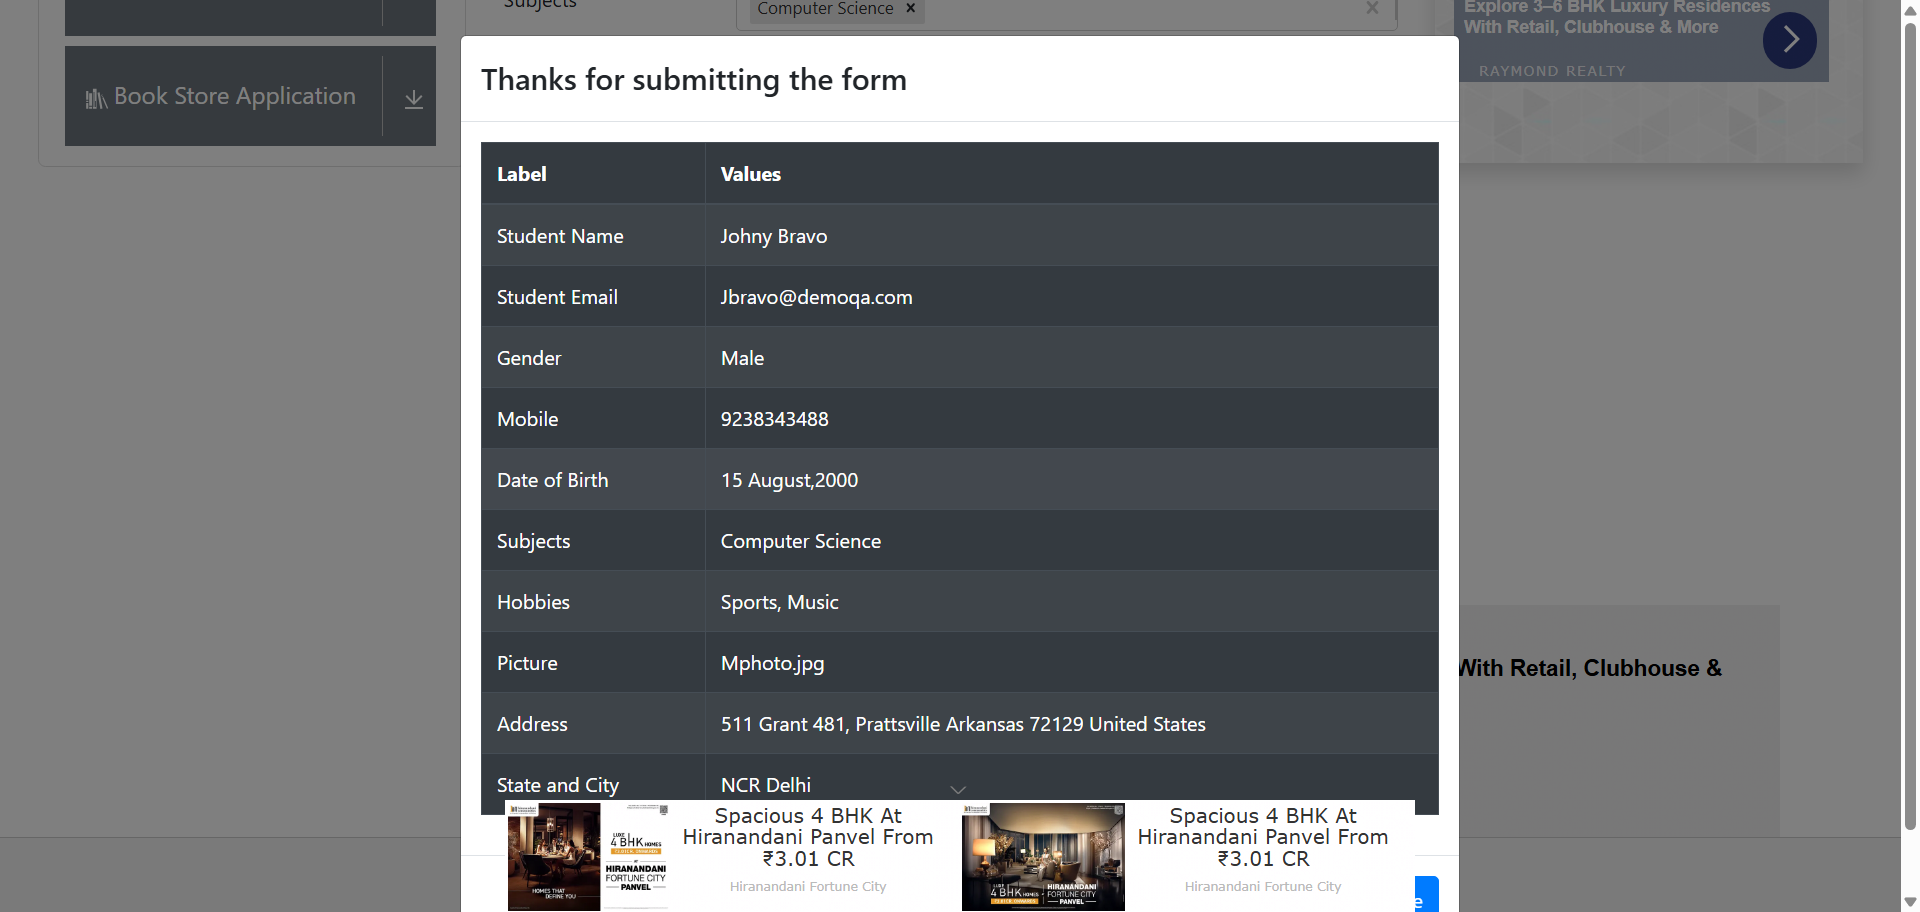 Subjects
Computer Science ×
Explore 3–6 BHK Luxury Residences
With Retail, Clubhouse & More
RAYMOND REALTY
Book Store Application
Thanks for submitting the form
Label Values
Student Name Johny Bravo
Student Email Jbravo@demoqa.com
Gender Male
Mobile 9238343488
Date of Birth 15 August,2000
Subjects Computer Science
Hobbies Sports, Music
Picture Mphoto.jpg
With Retail, Clubhouse &
Address 511 Grant 481, Prattsville Arkansas 72129 United States
State and City NCR Delhi
LUXE
4 BHK HOMES
HIRANANDANI
FORTUNE CITY
PANVEL
HOMES THAT
DEFINE YOU
Spacious 4 BHK At
Hiranandani Panvel From
₹3.01 CR
Hiranandani Fortune City
LUXE
4 BHK HOMES
HIRANANDANI
FORTUNE CITY
PANVEL
Spacious 4 BHK At
Hiranandani Panvel From
₹3.01 CR
Hiranandani Fortune City
e